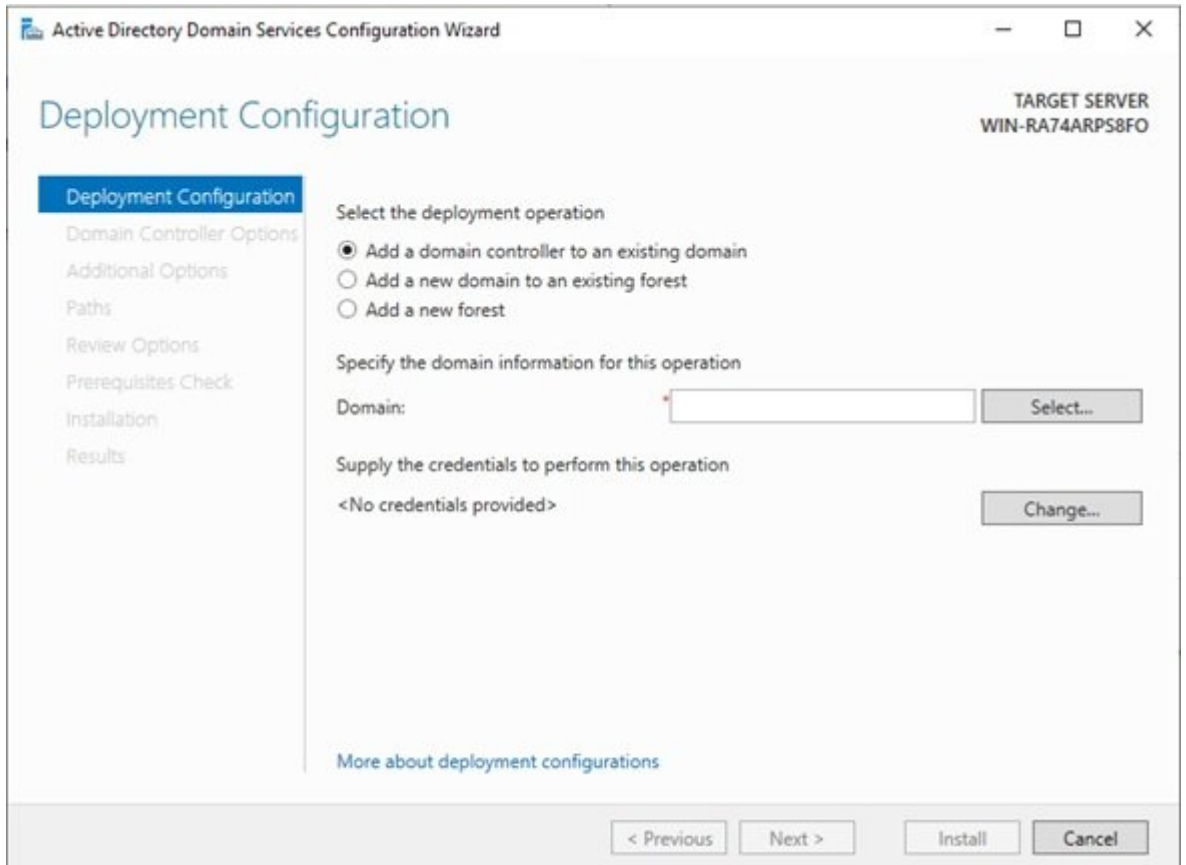 Active Directory Domain Services Configuration Wizard
Deployment Configuration
TARGET SERVER
WIN-RA74ARPS8FO
Deployment Configuration
Domain Controller Options
Additional Options
Paths
Review Options
Prerequisites Check
Installation
Results
Select the deployment operation
Add a domain controller to an existing domain
Add a new domain to an existing forest
Add a new forest
Specify the domain information for this operation
Domain: *
Select...
Supply the credentials to perform this operation
<No credentials provided>
Change...
More about deployment configurations
< Previous
Next >
Install
Cancel